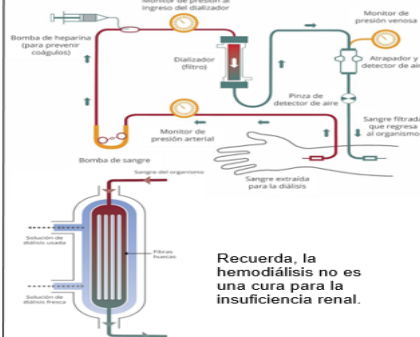 Monitor de presión al
ingreso del dializador
Monitor de
presión venosa
Bomba de heparina
(para prevenir
coágulos)
Dializador
(filtro)
Atrapador y
detector de air
Pinza de
detector de aire
Monitor de
presión arterial
Sangre filtrada
que regresa
al organismo
Bomba de sangre
Sangre extraída
para la diálisis
Sangre del organismo
Solución de
diálisis usada
Fibras
huecas
Solución de
diálisis fresca
Recuerda, la
hemodiálisis no es
una cura para la
insuficiencia renal.